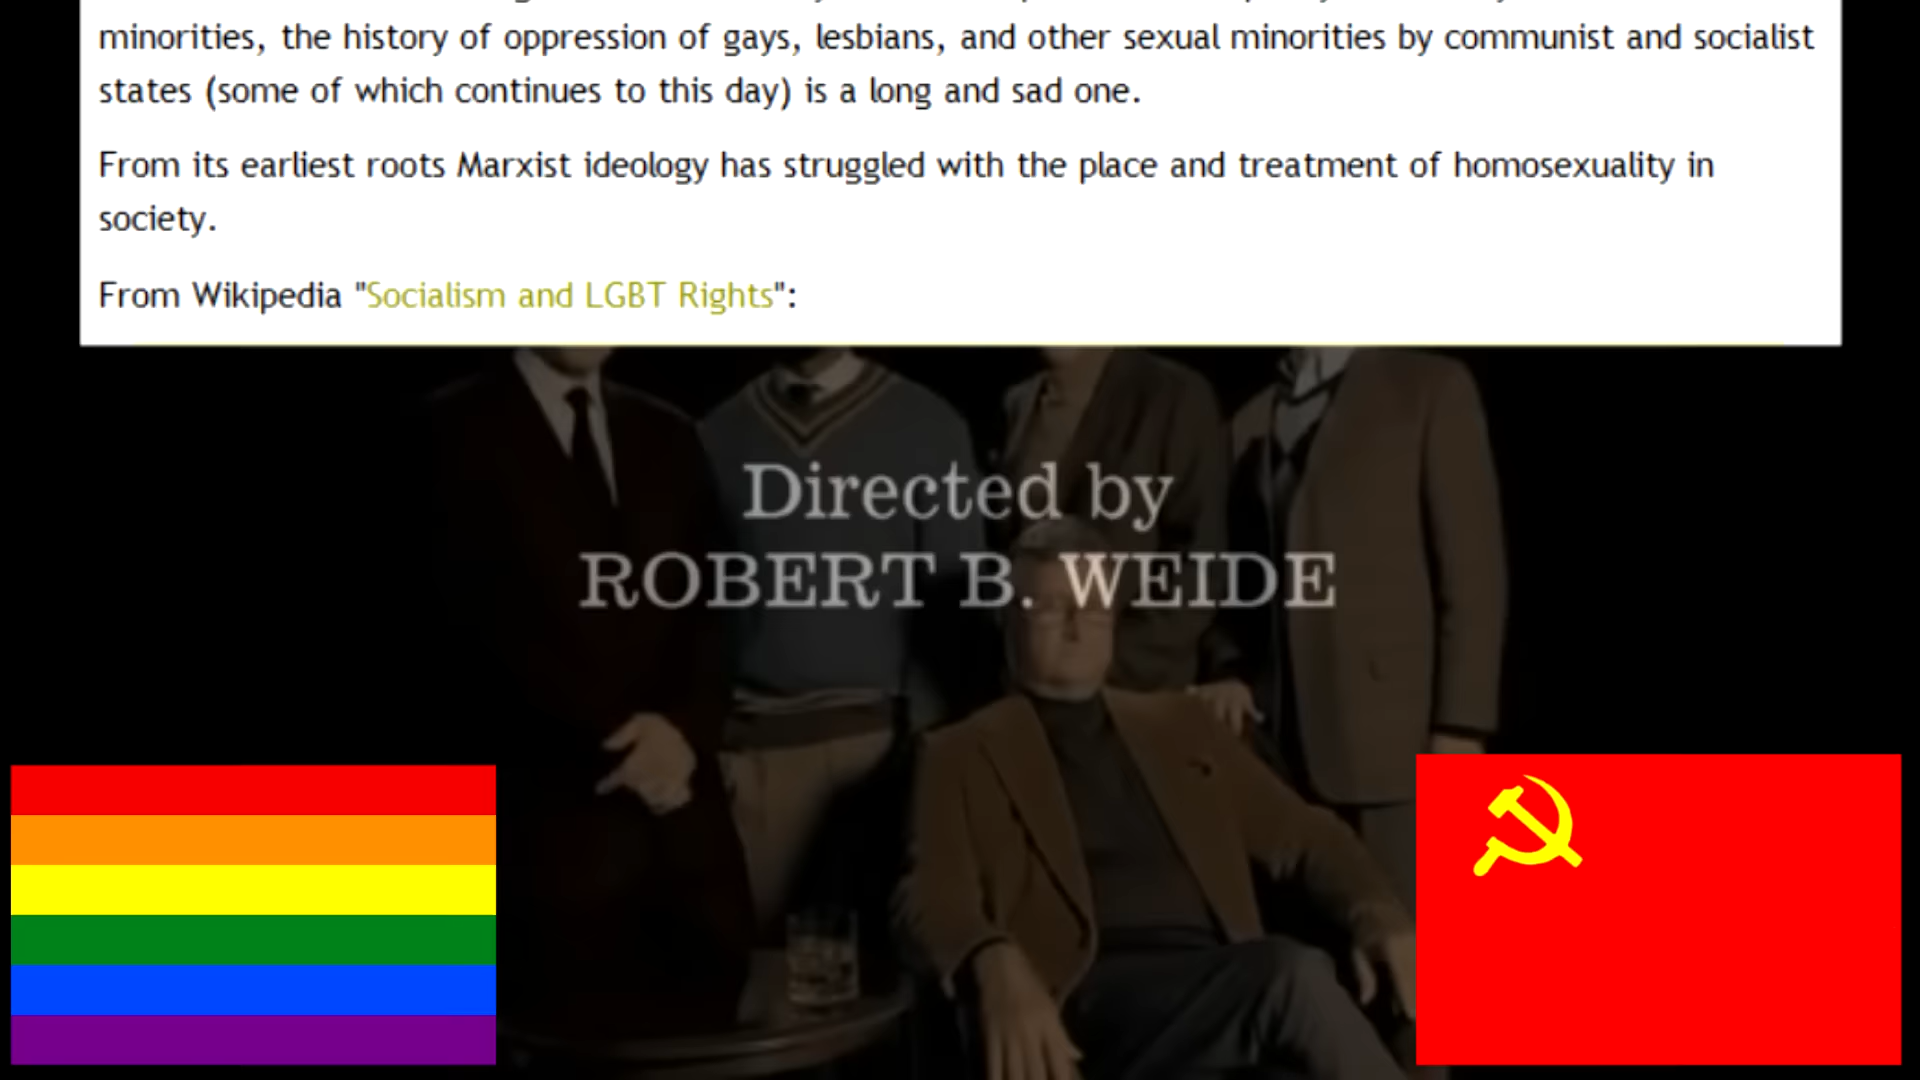 minorities, the history of oppression of gays, lesbians, and other sexual minorities by communist and socialist
states (some of which continues to this day) is a long and sad one.
From its earliest roots Marxist ideology has struggled with the place and treatment of homosexuality in
society.
From Wikipedia "Socialism and LGBT Rights":
Directed by
ROBERT B. WEIDE